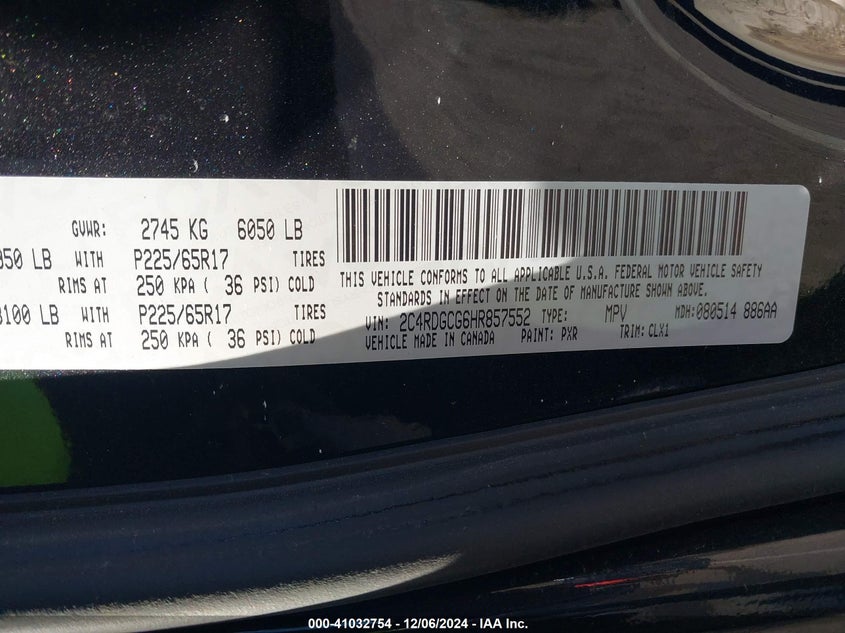 GVWR: 2745 KG 6050 LB
LB WITH P225/65R17 TIRES
RIMS AT 250 KPA ( 36 PSI) COLD
LB WITH P225/65R17 TIRES
RIMS AT 250 KPA ( 36 PSI) COLD
THIS VEHICLE CONFORMS TO ALL APPLICABLE U.S.A. FEDERAL MOTOR VEHICLE SAFETY
STANDARDS IN EFFECT ON THE DATE OF MANUFACTURE SHOWN ABOVE.
VIN: 2C4RDGCG6HR857552 TYPE: MPV MDH:080514 886AA
VEHICLE MADE IN CANADA PAINT: PXR TRIM: CLX1
000-41032754 - 12/06/2024 - IAA Inc.